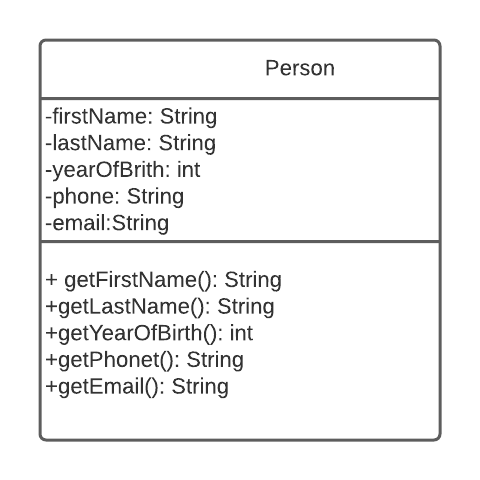 Person
-firstName: String
-lastName: String
-yearOfBrith: int
-phone: String
-email:String
+ getFirstName(): String
+getLastName(): String
+getYearOfBirth(): int
+getPhonet(): String
+getEmail(): String